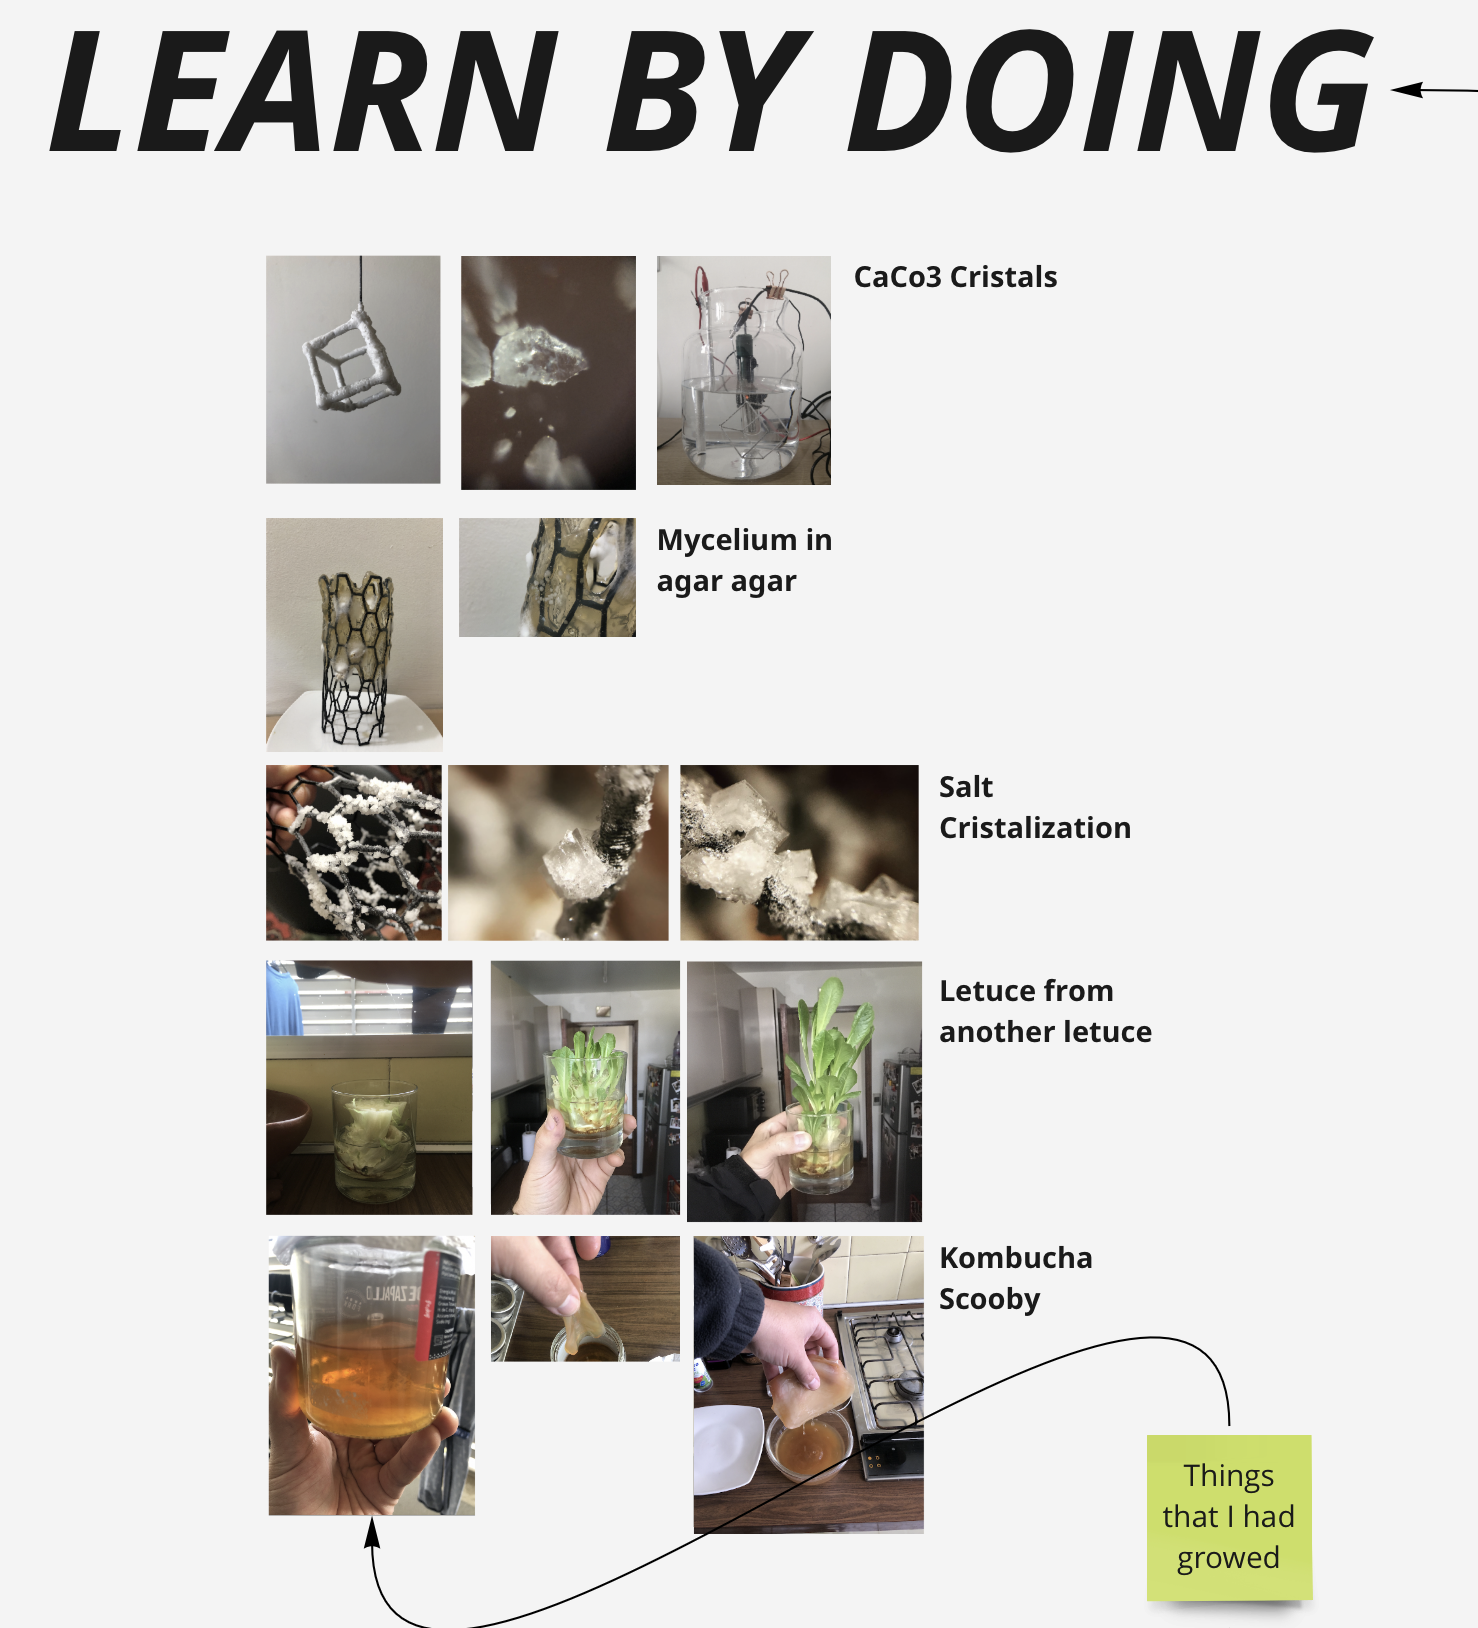 LEARN BY DOING
CaCo3 Cristals
Mycelium in
agar agar
Salt
Cristalization
Letuce from
another letuce
Kombucha
Scooby
Things
that I had
growed